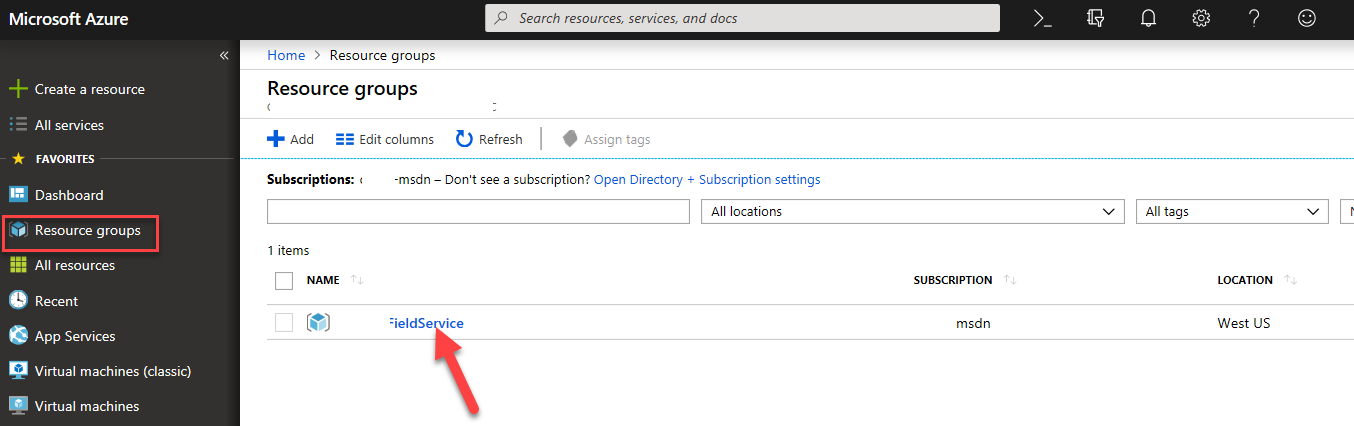 Microsoft Azure
Search resources, services, and docs
Create a resource
All services
FAVORITES
Dashboard
Resource groups
All resources
Recent
App Services
Virtual machines (classic)
Virtual machines
Home > Resource groups
Resource groups
Add Edit columns Refresh Assign tags
Subscriptions: -msdn – Don't see a subscription? Open Directory + Subscription settings
All locations All tags
1 items
NAME SUBSCRIPTION LOCATION
FieldService msdn West US